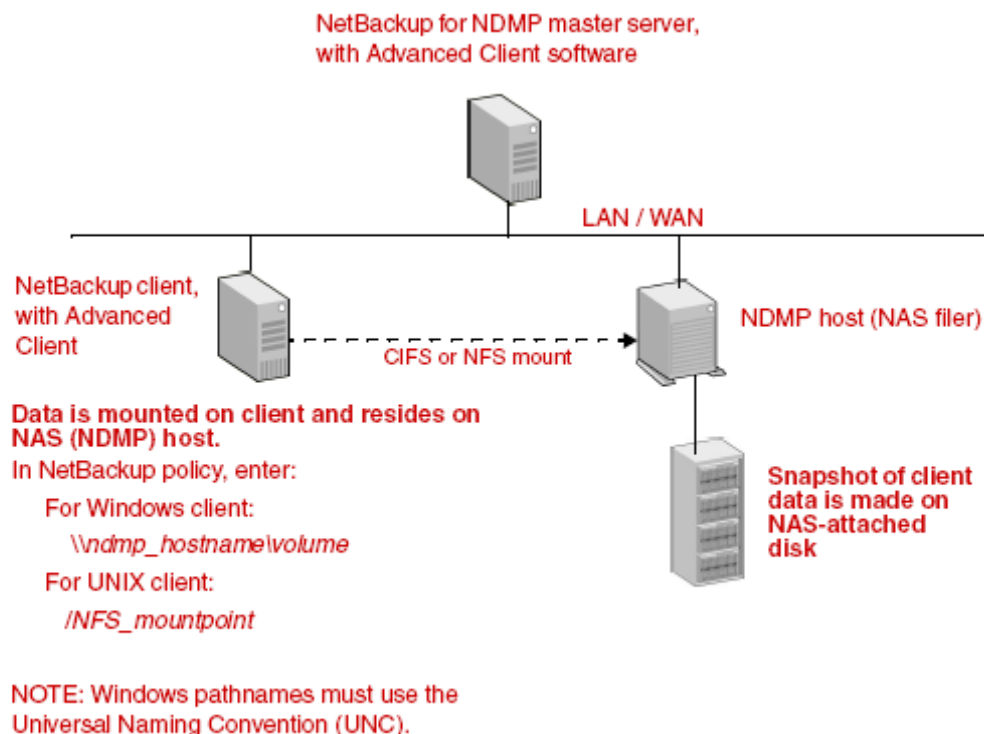 NetBackup for NDMP master server,
with Advanced Client software
LAN / WAN
NetBackup client,
with Advanced
Client
CIFS or NFS mount
NDMP host (NAS filer)
Data is mounted on client and resides on
NAS (NDMP) host.
In NetBackup policy, enter:
For Windows client:
\\ndmp_hostname\volume
For UNIX client:
/NFS_mountpoint
Snapshot of client
data is made on
NAS-attached
disk
NOTE: Windows pathnames must use the
Universal Naming Convention (UNC).